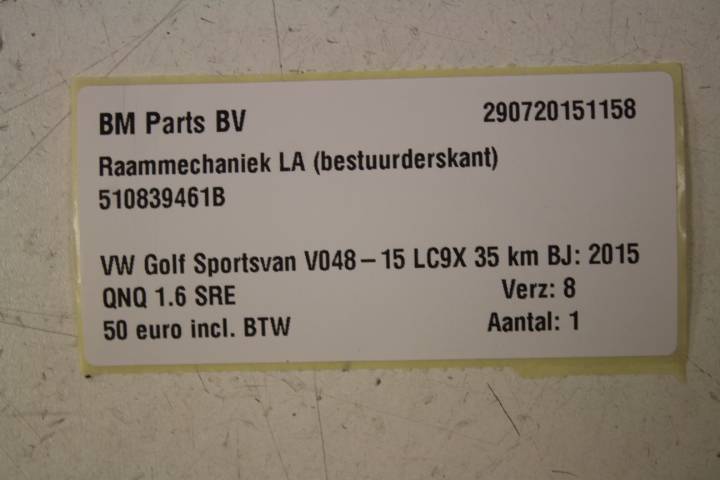 BM Parts BV 290720151158
Raammechaniek LA (bestuurderskant)
510839461B
VW Golf Sportsvan V048-15 LC9X 35 km BJ: 2015
QNQ 1.6 SRE Verz: 8
50 euro incl. BTW Aantal: 1